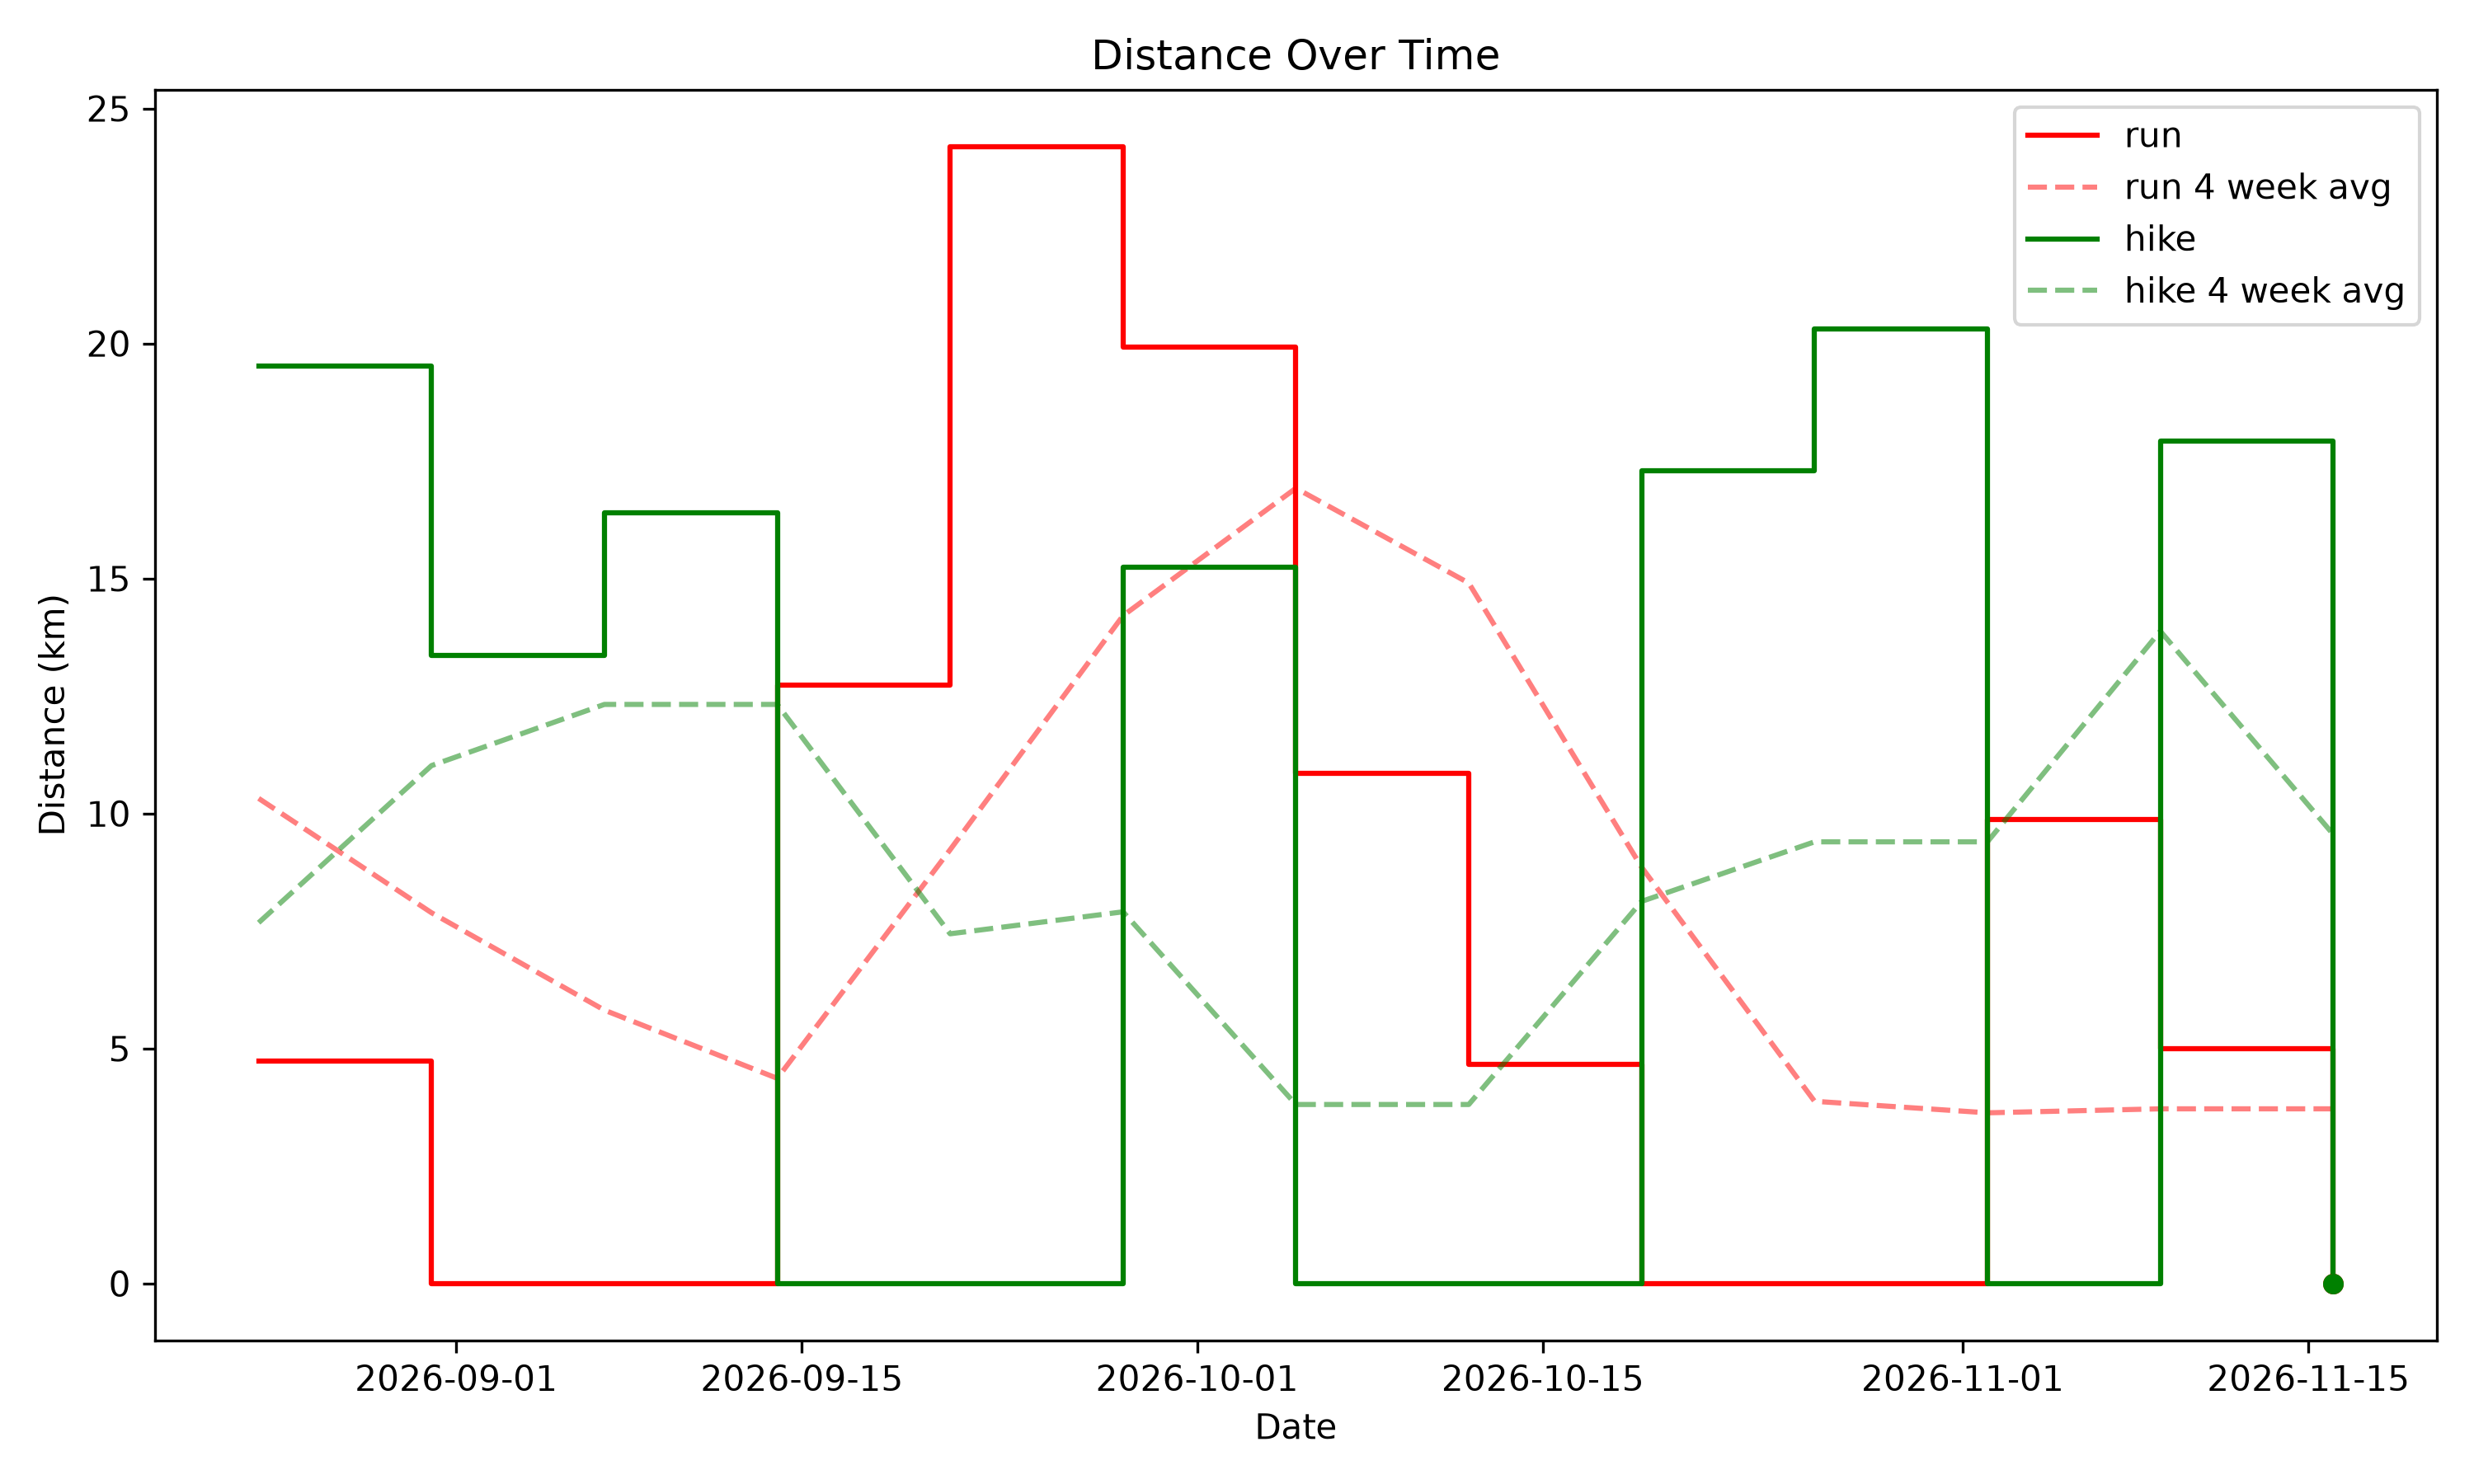 Distance Over Time
25
20
15
10
5
0
Distance (km)
run
run 4 week avg
hike
hike 4 week avg
2026-09-01 2026-09-15 2026-10-01 2026-10-15 2026-11-01 2026-11-15
Date